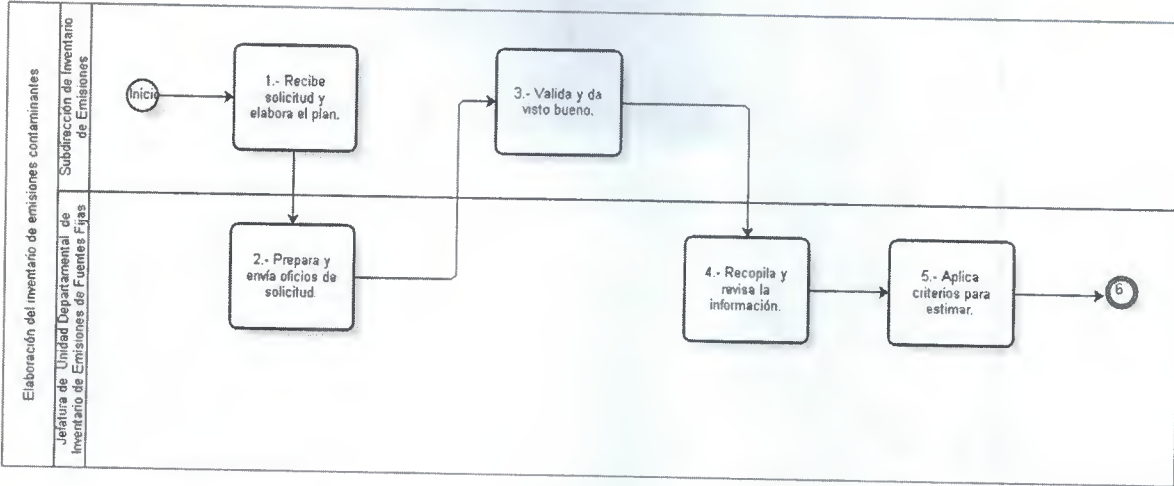 Elaboración del inventario de emisiones contaminantes
Subdirección de Inventario
de Emisiones
Inicio
1.- Recibe
solicitud y
elabora el plan.
3.- Valida y da
visto bueno.
Jefatura de Unidad Departamental de
Inventario de Emisiones de Fuentes Fijas
2.- Prepara y
envía oficios de
solicitud.
4.- Recopila y
revisa la
información.
5.- Aplica
criterios para
estimar.
6